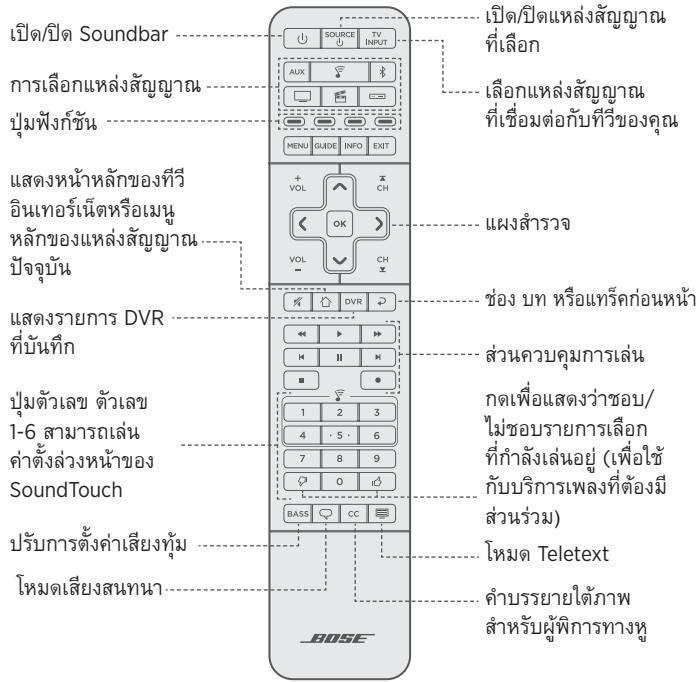 เปิด/ปิด Soundbar
การเลือกแหล่งสัญญาณ
ปุ่มฟังก์ชัน
แสดงหน้าหลักของทีวี
อินเทอร์เน็ตหรือเมนู
หลักของแหล่งสัญญาณ
ปัจจุบัน
แสดงรายการ DVR
ที่บันทึก
ปุ่มตัวเลข ตัวเลข
1-6 สามารถเล่น
ค่าตั้งล่วงหน้าของ
SoundTouch
ปรับการตั้งค่าเสียงทุ้ม
โหมดเสียงสนทนา
SOURCE
TV
INPUT
AUX
MENU GUIDE INFO EXIT
+
VOL
CH
OK
VOL
–
CH
DVR
1 2 3
4 · 5 · 6
7 8 9
0
BASS CC
BOSE
เปิด/ปิดแหล่งสัญญาณ
ที่เลือก
เลือกแหล่งสัญญาณ
ที่เชื่อมต่อกับทีวีของคุณ
แผงสำรวจ
ช่อง บท หรือแทร็คก่อนหน้า
ส่วนควบคุมการเล่น
กดเพื่อแสดงว่าชอบ/
ไม่ชอบรายการเลือก
ที่กำลังเล่นอยู่ (เพื่อใช้
กับบริการเพลงที่ต้องมี
ส่วนร่วม)
โหมด Teletext
คำบรรยายใต้ภาพ
สำหรับผู้พิการทางหู